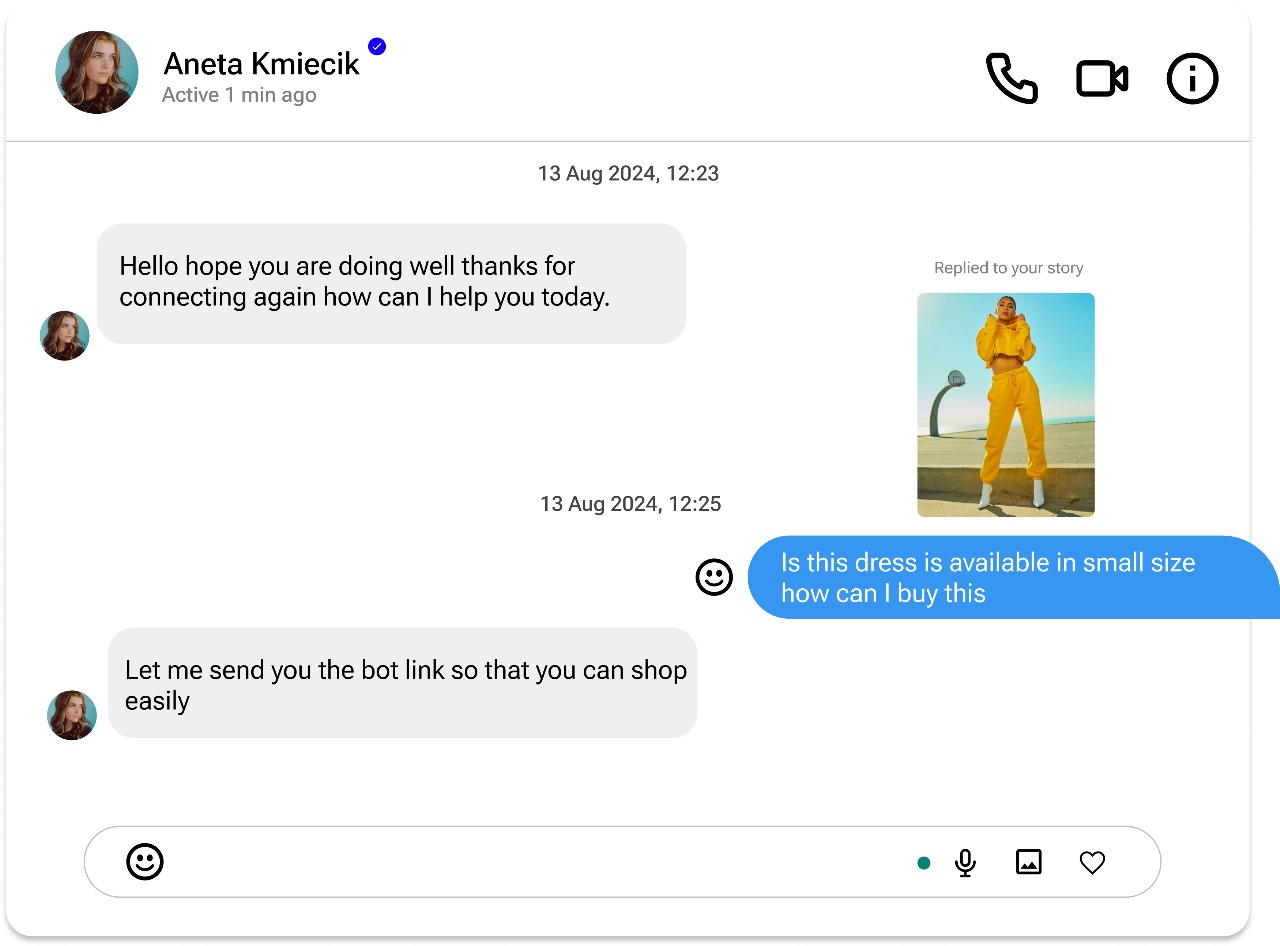 Aneta Kmiecik
Active 1 min ago
13 Aug 2024, 12:23
Hello hope you are doing well thanks for
connecting again how can I help you today.
Replied to your story
13 Aug 2024, 12:25
Is this dress is available in small size
how can I buy this
Let me send you the bot link so that you can shop
easily